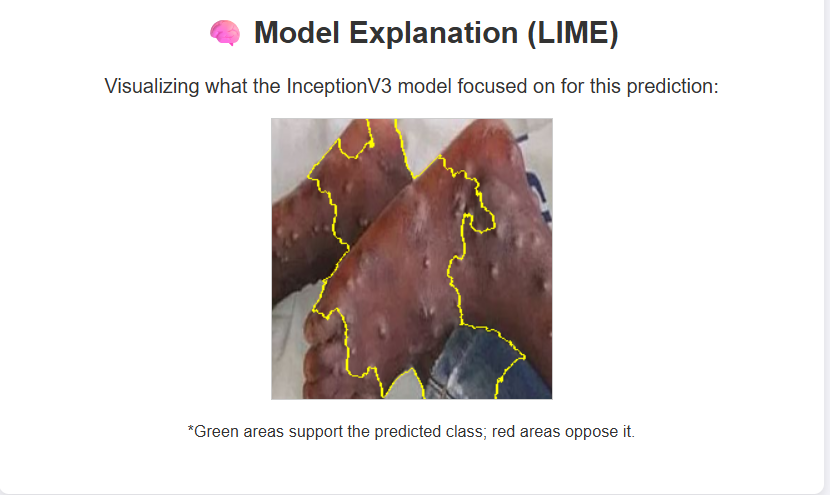 🧠 Model Explanation (LIME)
Visualizing what the InceptionV3 model focused on for this prediction:
*Green areas support the predicted class; red areas oppose it.